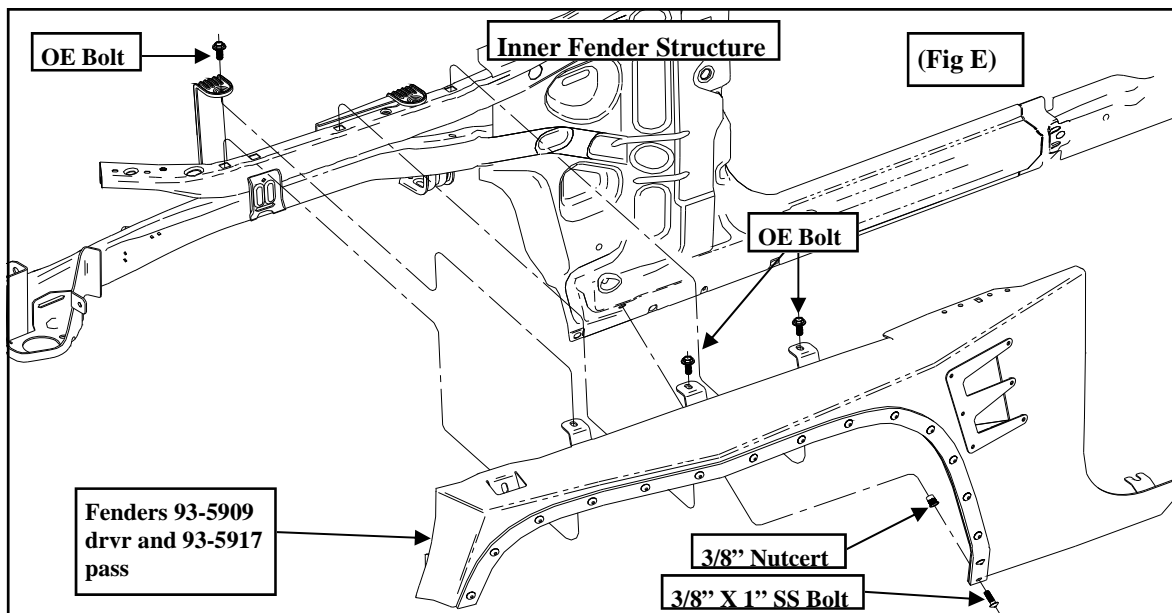 Inner Fender Structure
(Fig E)
OE Bolt
OE Bolt
Fenders 93-5909
drvr and 93-5917
pass
3/8” Nutcert
3/8” X 1” SS Bolt